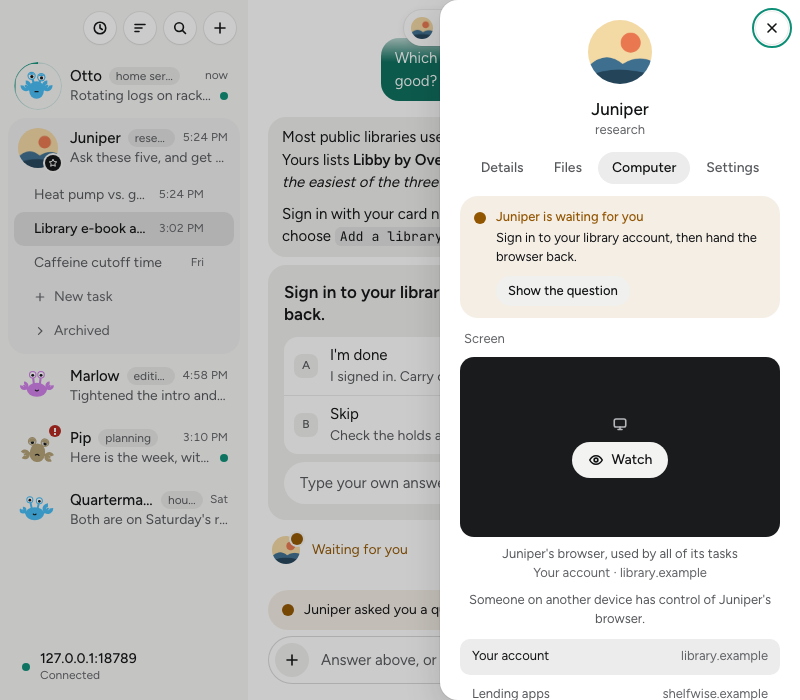 Otto home ser... now
Rotating logs on rack...
Juniper rese... 5:24 PM
Ask these five, and get ...
Heat pump vs. g... 5:24 PM
Library e-book a... 3:02 PM
Caffeine cutoff time Fri
New task
Archived
Marlow editi... 4:58 PM
Tightened the intro and...
Pip planning 3:10 PM
Here is the week, wit...
Quarterma... hou... Sat
Both are on Saturday's r...
127.0.0.1:18789
Connected
Which
good?
Most public libraries use
Yours lists Libby by Ove
the easiest of the three
Sign in with your card n
choose Add a library
Sign in to your librar
back.
A I'm done
I signed in. Carry o
B Skip
Check the holds a
Type your own answe
Waiting for you
Juniper asked you a q
Answer above, or
Juniper
research
Details Files Computer Settings
Juniper is waiting for you
Sign in to your library account, then hand the
browser back.
Show the question
Screen
Watch
Juniper's browser, used by all of its tasks
Your account · library.example
Someone on another device has control of Juniper's
browser.
Your account library.example
Lending apps shelfwise.example